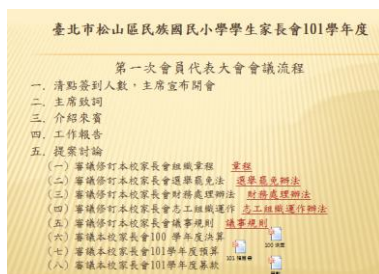 臺北市松山區民族國民小學學生家長會101學年度
第一次會員代表大會會議流程
一. 清點簽到人數，主席宣布開會
二. 主席致詞
三. 介紹來賓
四. 工作報告
五. 提案討論
(一) 審議修訂本校家長會組織章程 章程
(二) 審議修訂本校家長會選舉罷免法 選舉罷免辦法
(三) 審議修訂本校家長會財務處理辦法 財務處理辦法
(四) 審議修訂本校家長會志工組織運作 志工組織運作辦法
(五) 審議修訂本校家長會議事規則 議事規則
(六) 審議本校家長會100 學年度決算
(七) 審議本校家長會101學年度預算
(八) 審議本校家長會101學年度募款